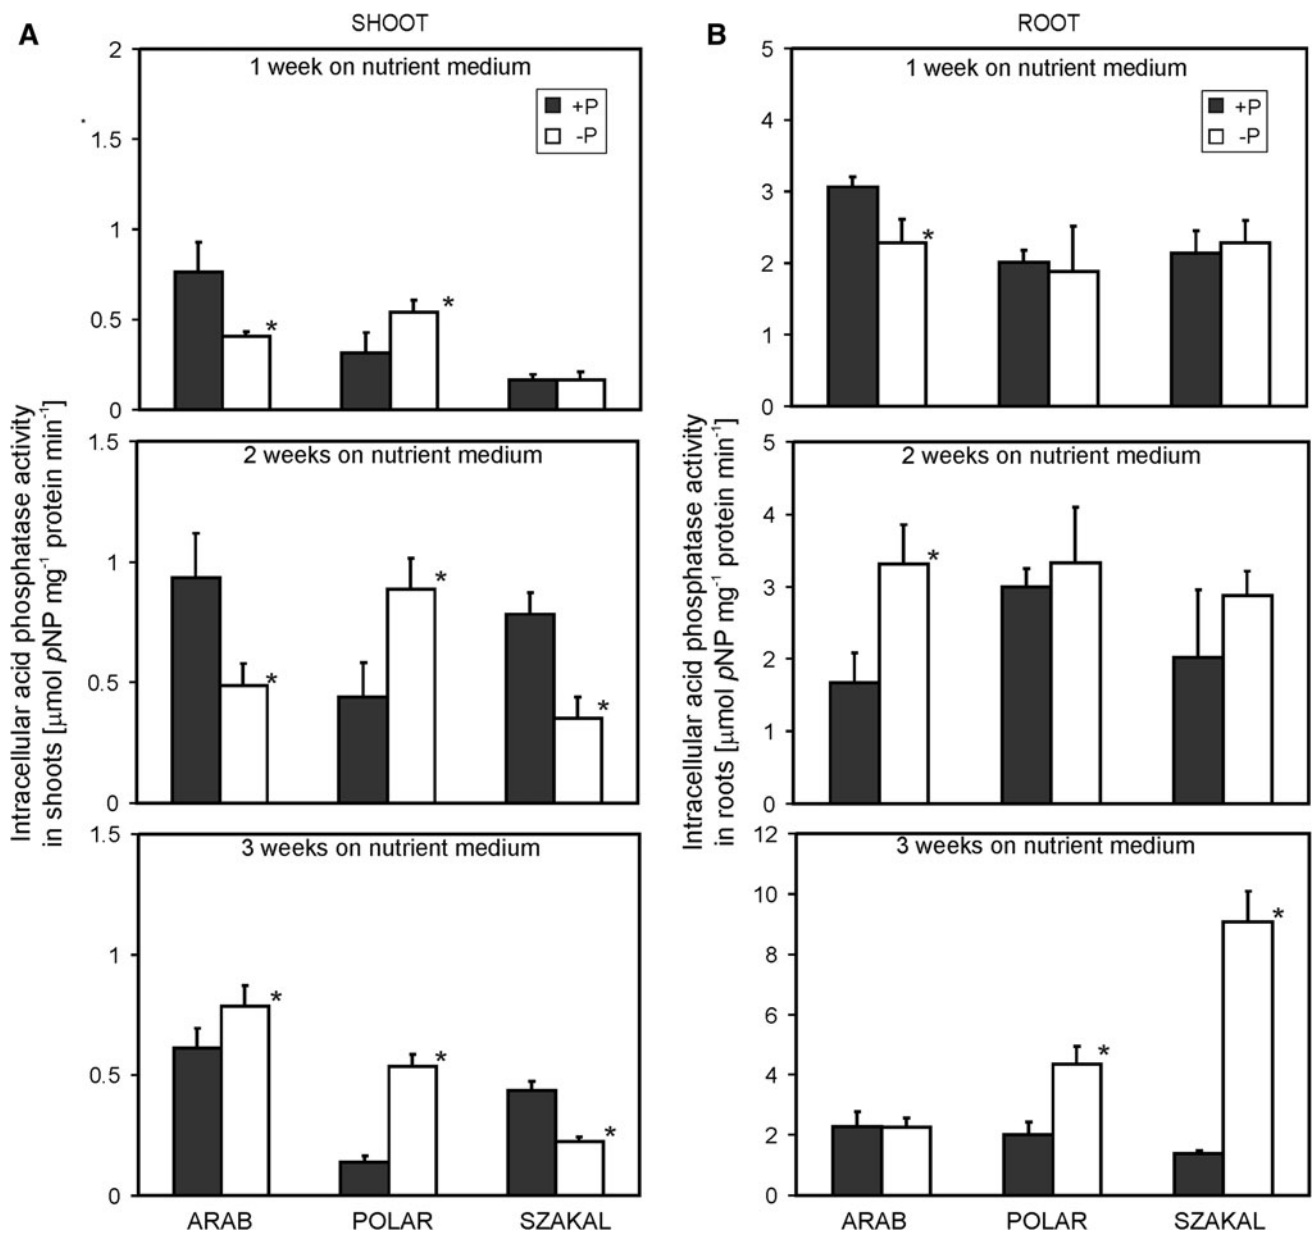 A
SHOOT
1 week on nutrient medium
+P
-P
2
1.5
1
0.5
0
2 weeks on nutrient medium
1.5
1
0.5
0
3 weeks on nutrient medium
1.5
1
0.5
0
ARAB POLAR SZAKAL
Intracellular acid phosphatase activity
in shoots [µmol pNP mg⁻¹ protein min⁻¹]
* *
* * *
* * *
B
ROOT
1 week on nutrient medium
+P
-P
5
4
3
2
1
0
2 weeks on nutrient medium
5
4
3
2
1
0
3 weeks on nutrient medium
12
10
8
6
4
2
0
ARAB POLAR SZAKAL
Intracellular acid phosphatase activity
in roots [µmol pNP mg⁻¹ protein min⁻¹]
*
*
* *